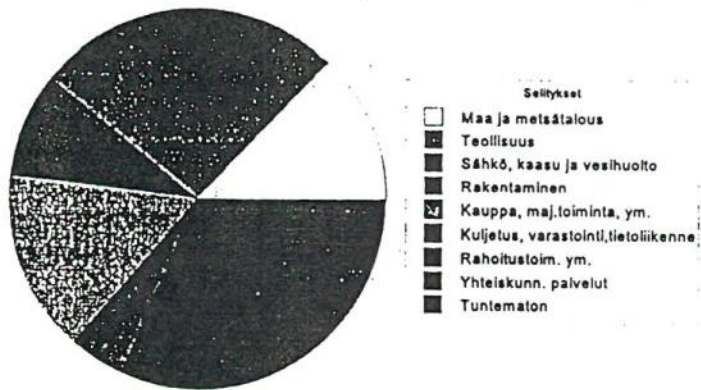 Selitykset
Maa ja metsätalous
Teollisuus
Sähkö, kaasu ja vesihuolto
Rakentaminen
Kauppa, maj.toiminta, ym.
Kuljetus, varastointi,tietoliikenne
Rahoitustoim. ym.
Yhteiskunn. palvelut
Tuntematon